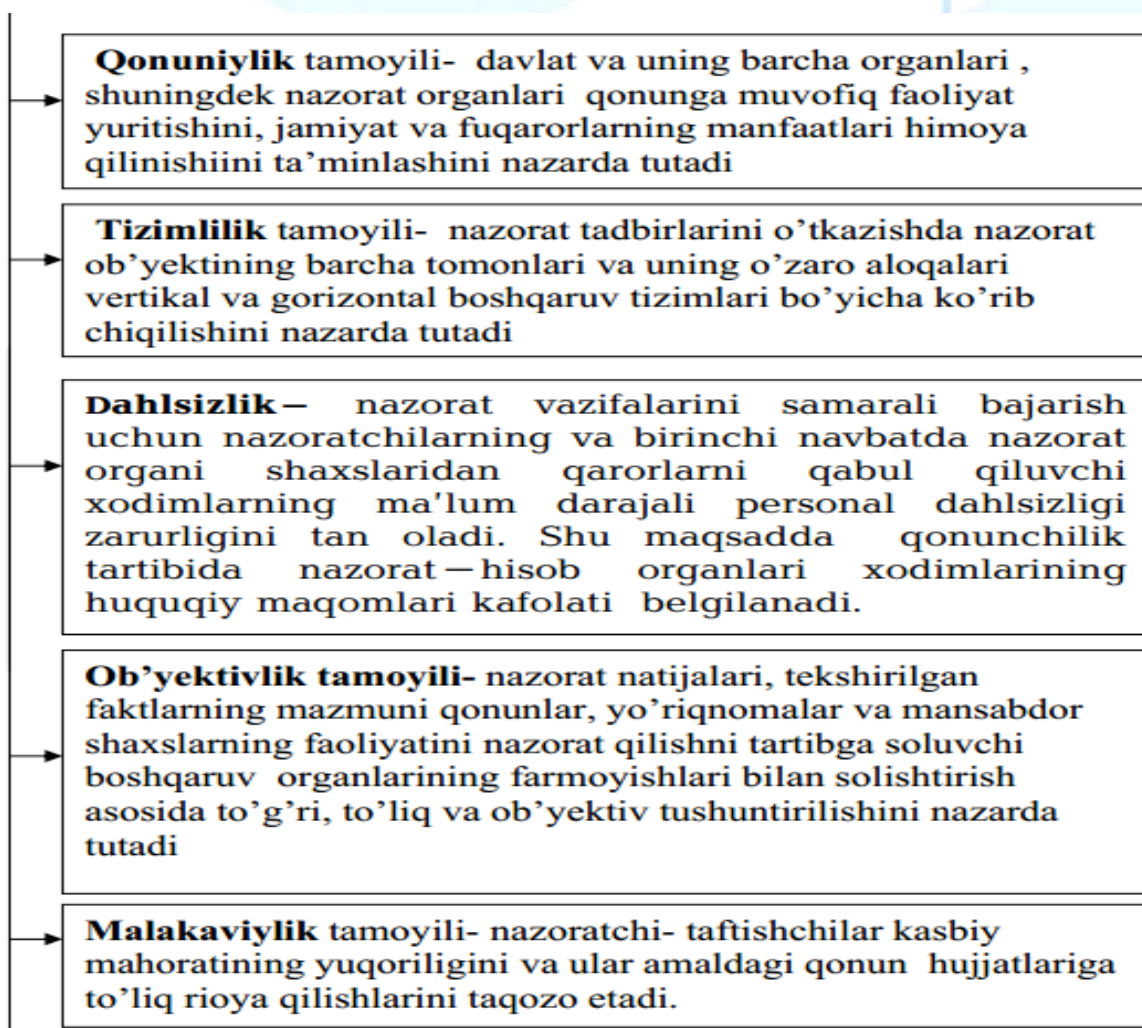 Qonuniylik tamoyili- davlat va uning barcha organlari ,
shuningdek nazorat organlari qonunga muvofiq faoliyat
yuritishini, jamiyat va fuqarorlarning manfaatlari himoya
qilinishiini ta’minlashini nazarda tutadi
Tizimlilik tamoyili- nazorat tadbirlarini o’tkazishda nazorat
ob’yektining barcha tomonlari va uning o’zaro aloqalari
vertikal va gorizontal boshqaruv tizimlari bo’yicha ko’rib
chiqilishini nazarda tutadi
Dahlsizlik – nazorat vazifalarini samarali bajarish
uchun nazoratchilarning va birinchi navbatda nazorat
organi shaxslaridan qarorlarni qabul qiluvchi
xodimlarning ma'lum darajali personal dahlsizligi
zarurligini tan oladi. Shu maqsadda qonunchilik
tartibida nazorat – hisob organlari xodimlarining
huquqiy maqomlari kafolati belgilanadi.
Ob’yektivlik tamoyili- nazorat natijalari, tekshirilgan
faktlarning mazmuni qonunlar, yo’riqnomalar va mansabdor
shaxslarning faoliyatini nazorat qilishni tartibga soluvchi
boshqaruv organlarining farmoyishlari bilan solishtirish
asosida to’g’ri, to’liq va ob’yektiv tushuntirilishini nazarda
tutadi
Malakaviylik tamoyili- nazoratchi- taftishchilar kasbiy
mahoratining yuqoriligini va ular amaldagi qonun hujjatlariga
to’liq rioya qilishlarini taqozo etadi.